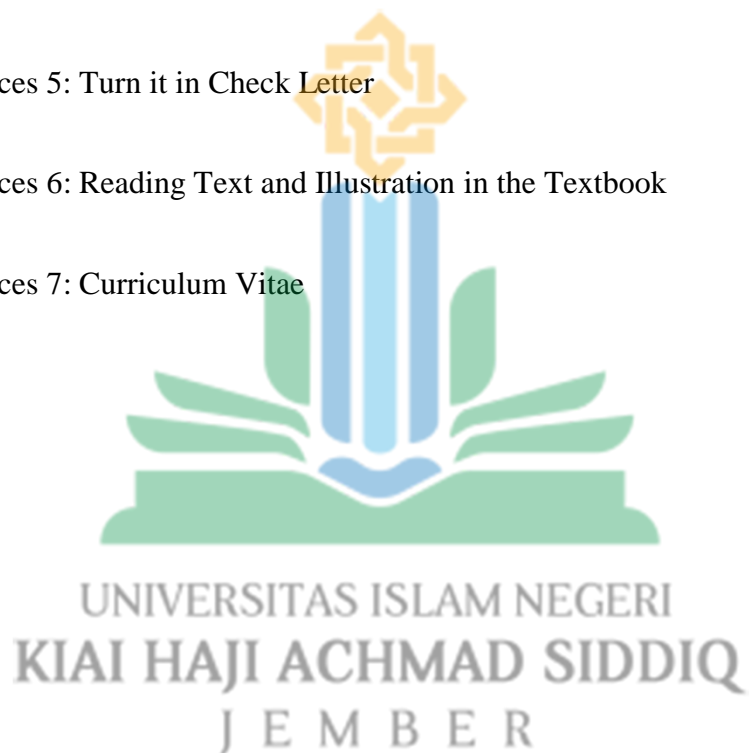 ces 5: Turn it in Check Letter
ces 6: Reading Text and Illustration in the Textbook
ces 7: Curriculum Vitae
UNIVERSITAS ISLAM NEGERI
KIAI HAJI ACHMAD SIDDIQ
JEMBER